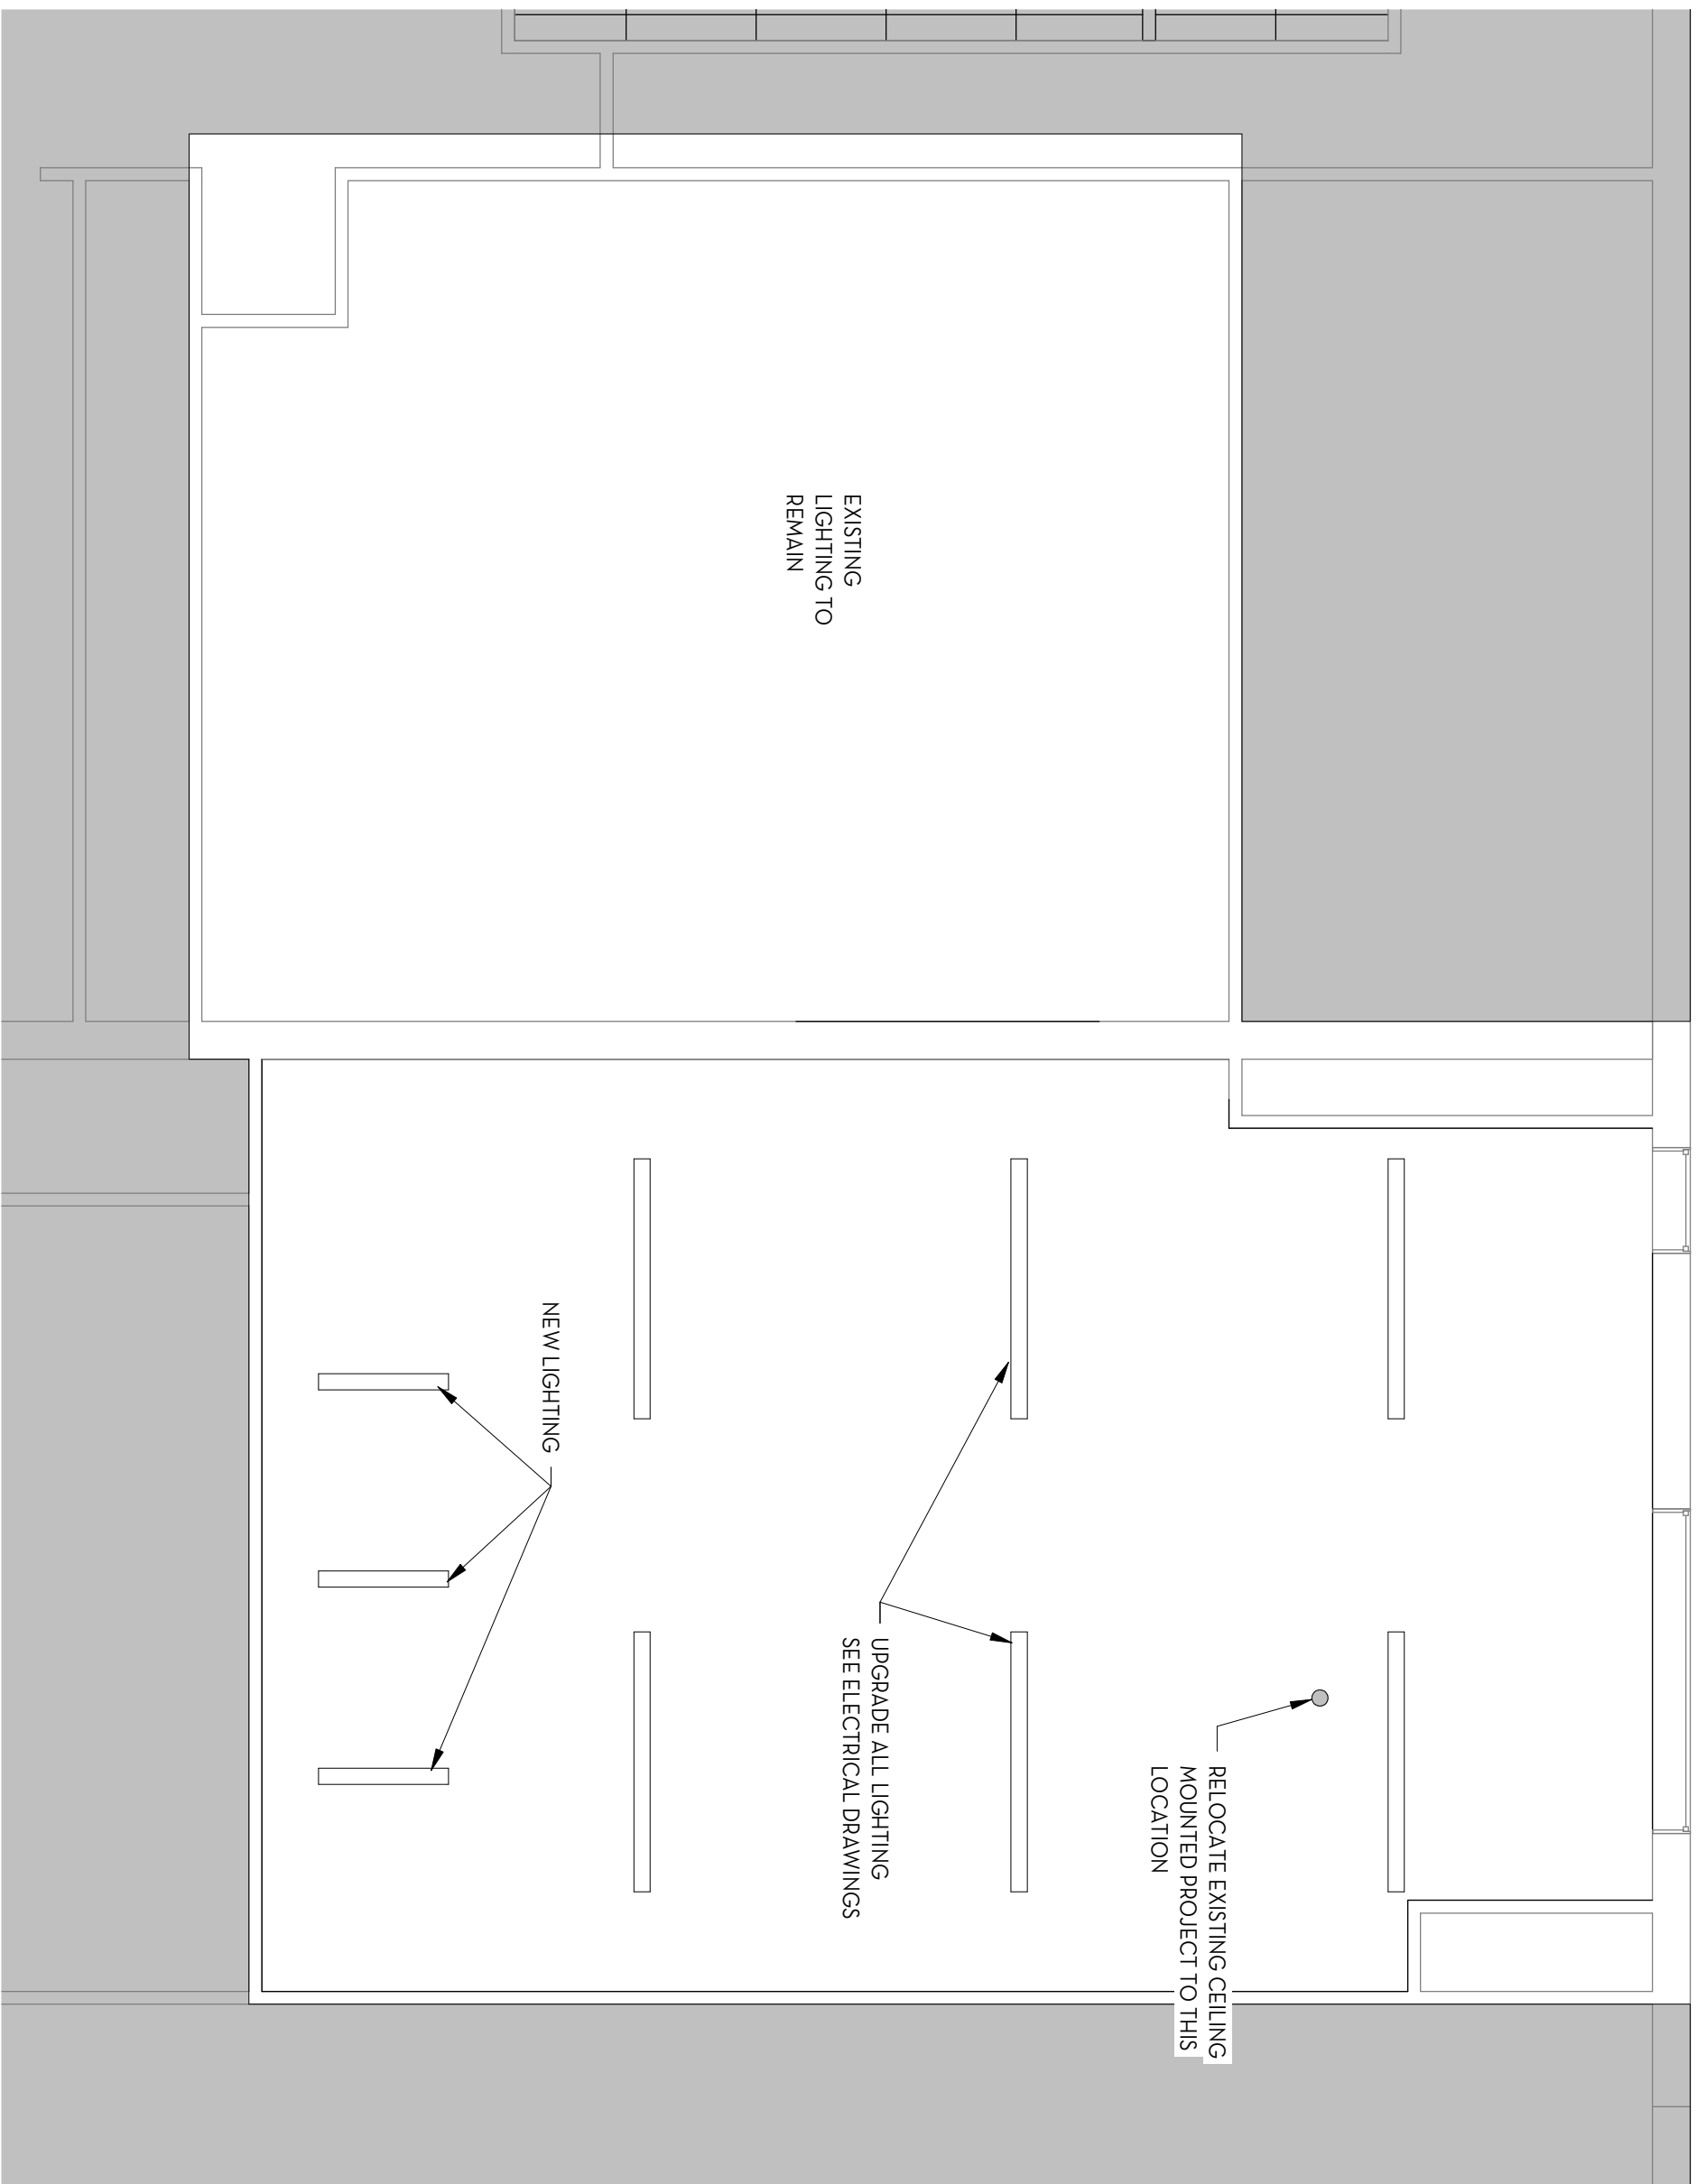 EXISTING
LIGHTING TO
REMAIN
RELOCATE EXISTING CEILING
MOUNTED PROJECT TO THIS
LOCATION
UPGRADE ALL LIGHTING
SEE ELECTRICAL DRAWINGS
NEW LIGHTING